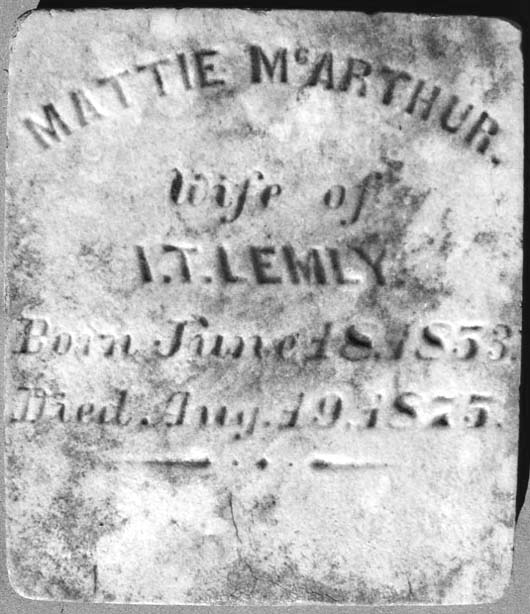 MATTIE McARTHUR.
Wife of
I.T. LEMLY.
Born June 18. 1853.
Died Aug. 19. 1875.